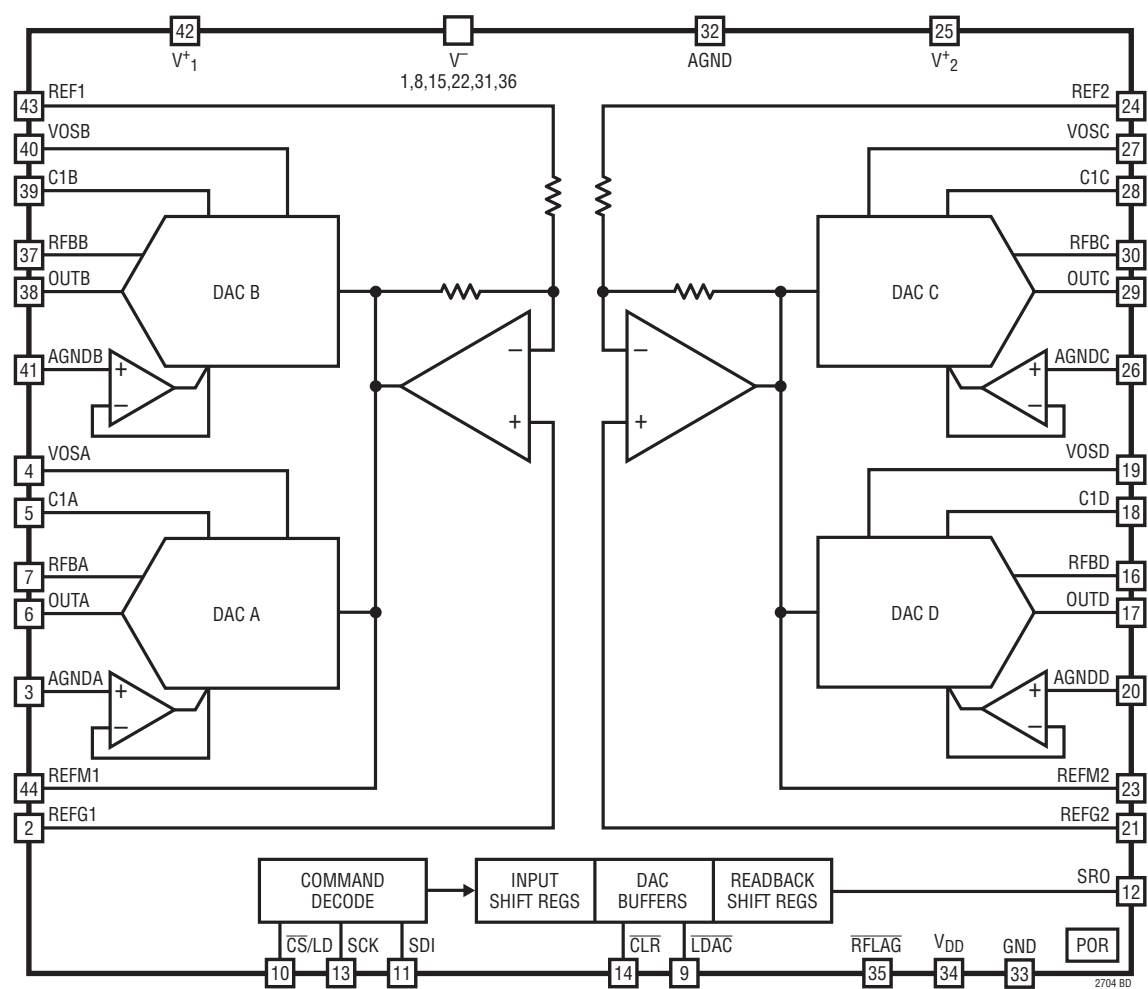 42
32
25
V⁺1
V⁻
AGND
V⁺2
1,8,15,22,31,36
43
REF1
REF2
24
40
VOSB
VOSC
27
39
C1B
C1C
28
37
RFBB
RFBC
30
38
OUTB
DAC B
DAC C
OUTC
29
41
AGNDB
+
−
−
+
−
+
+
−
AGNDC
26
4
VOSA
VOSD
19
5
C1A
C1D
18
7
RFBA
RFBD
16
6
OUTA
DAC A
DAC D
OUTD
17
3
AGNDA
+
−
+
−
AGNDD
20
44
REFM1
REFM2
23
2
REFG1
REFG2
21
COMMAND
DECODE
INPUT
SHIFT REGS
DAC
BUFFERS
READBACK
SHIFT REGS
SRO
12
C̅S̅/LD
SCK
SDI
C̅L̅R̅
L̅D̅A̅C̅
R̅F̅L̅A̅G̅
VDD
GND
POR
10
13
11
14
9
35
34
33
2704 BD